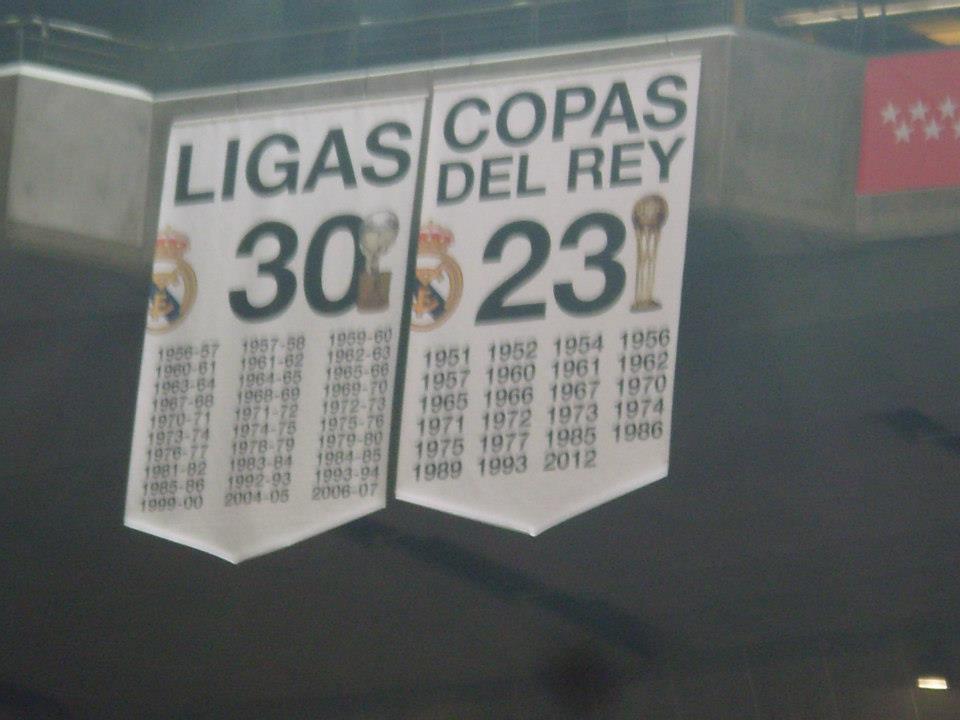 LIGAS
30
1956-57 1957-58 1959-60
1960-61 1961-62 1962-63
1963-64 1964-65 1965-66
1967-68 1968-69 1969-70
1970-71 1971-72 1972-73
1973-74 1974-75 1975-76
1976-77 1978-79 1979-80
1981-82 1983-84 1984-85
1985-86 1992-93 1993-94
1999-00 2004-05 2006-07
COPAS
DEL REY
23
1951 1952 1954 1956
1957 1960 1961 1962
1965 1966 1967 1970
1971 1972 1973 1974
1975 1977 1985 1986
1989 1993 2012